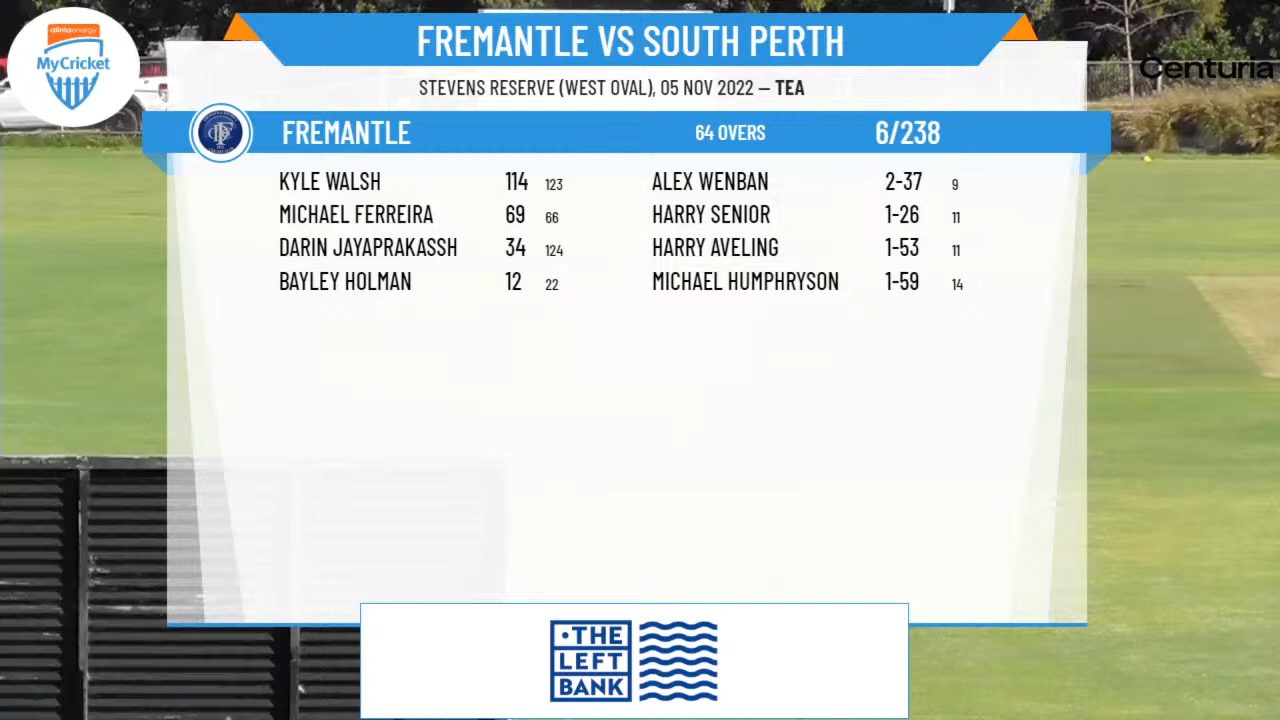 alintaenergy
MyCricket
FREMANTLE VS SOUTH PERTH
Centuria
STEVENS RESERVE (WEST OVAL), 05 NOV 2022 – TEA
FREMANTLE 64 OVERS 6/238
KYLE WALSH 114 123 ALEX WENBAN 2-37 9
MICHAEL FERREIRA 69 66 HARRY SENIOR 1-26 11
DARIN JAYAPRAKASSH 34 124 HARRY AVELING 1-53 11
BAYLEY HOLMAN 12 22 MICHAEL HUMPHRYSON 1-59 14
·THE
LEFT
BANK